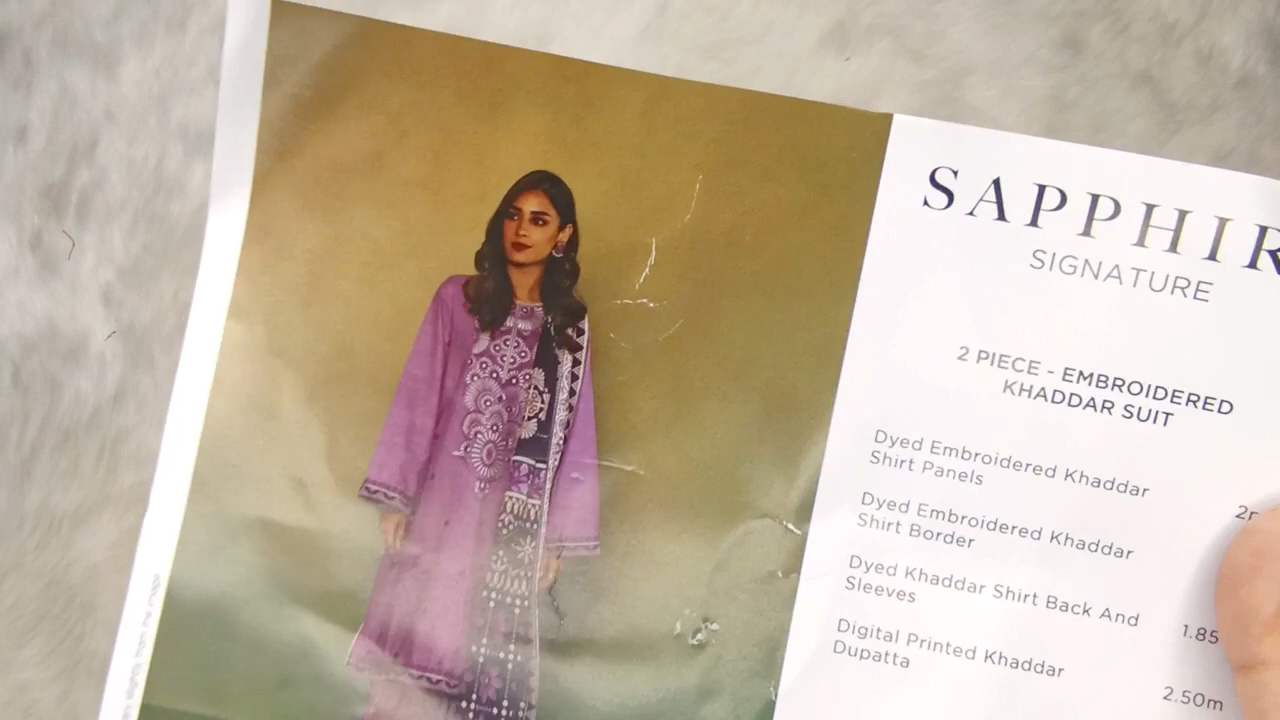 SAPPHIR
SIGNATURE
2 PIECE - EMBROIDERED
KHADDAR SUIT
Dyed Embroidered Khaddar
Shirt Panels
Dyed Embroidered Khaddar
Shirt Border
Dyed Khaddar Shirt Back And
Sleeves
1.85
Digital Printed Khaddar
Dupatta
2.50m